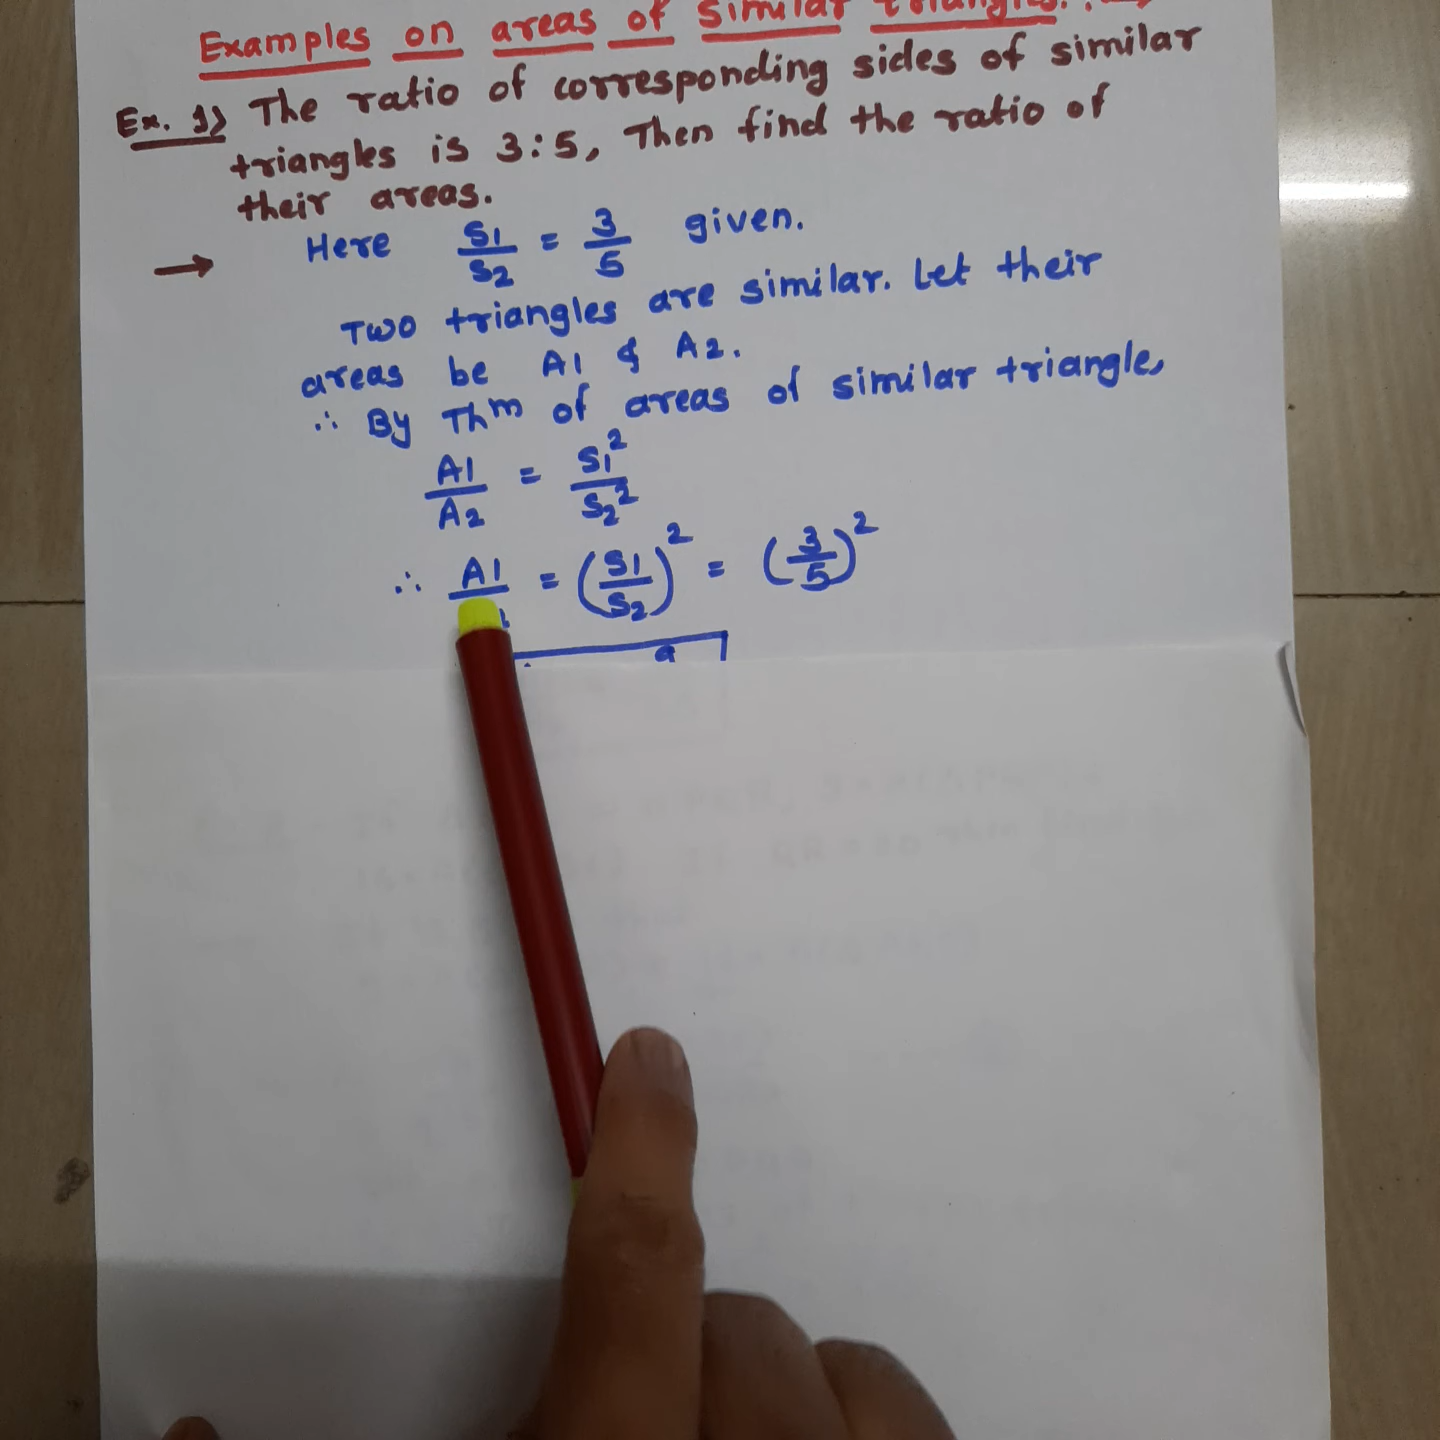 Examples on areas of similar triangles.
Ex. 1) The ratio of corresponding sides of similar
triangles is 3:5, Then find the ratio of
their areas.
→ Here S1/S2 = 3/5 given.
Two triangles are similar. Let their
areas be A1 & A2.
∴ By Thm of areas of similar triangle,
A1/A2 = S1²/S2²
∴ A1/ = (S1/S2)² = (3/5)²